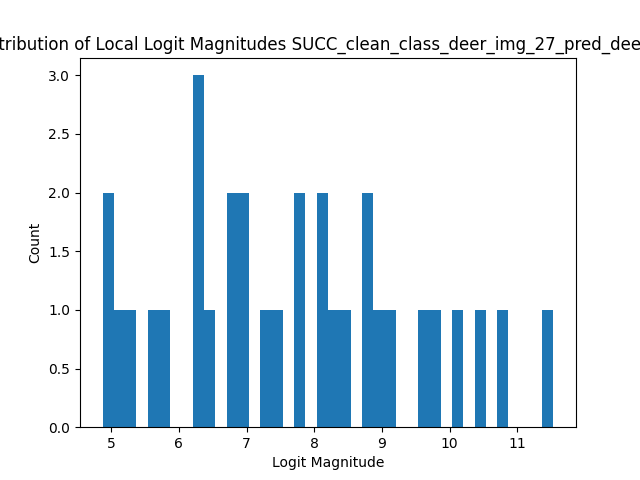 tribution of Local Logit Magnitudes SUCC_clean_class_deer_img_27_pred_dee
3.0
2.5
2.0
1.5
1.0
0.5
0.0
Count
5 6 7 8 9 10 11
Logit Magnitude